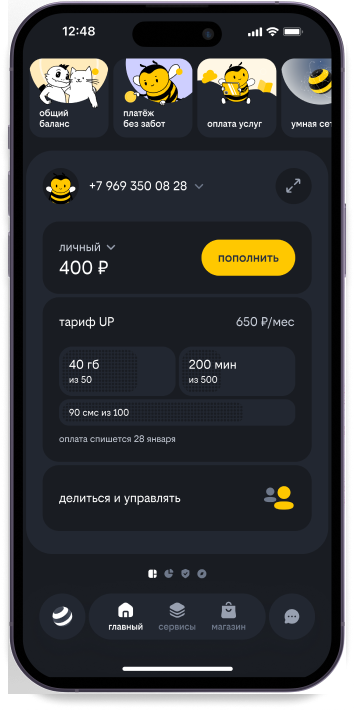 12:48
общий
баланс
платёж
без забот
оплата услуг
умная сет
+7 969 350 08 28
личный
400 ₽
пополнить
тариф UP
650 ₽/мес
40 гб
из 50
200 мин
из 500
90 смс из 100
оплата спишется 28 января
делиться и управлять
главный
сервисы
магазин